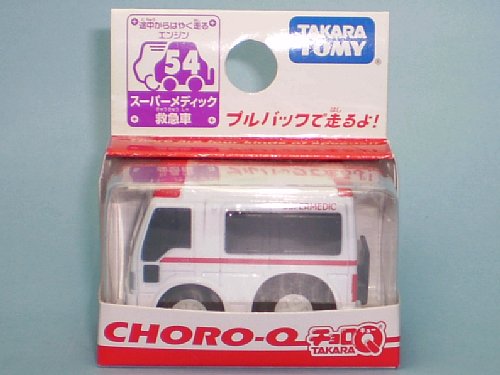 途中からはやく走る
エンジン
54
スーパーメディック
救急車
TAKARA
TOMY
プルバックで走るよ!
SUPERMEDIC
CHORO-Q
チョロQ
TAKARA